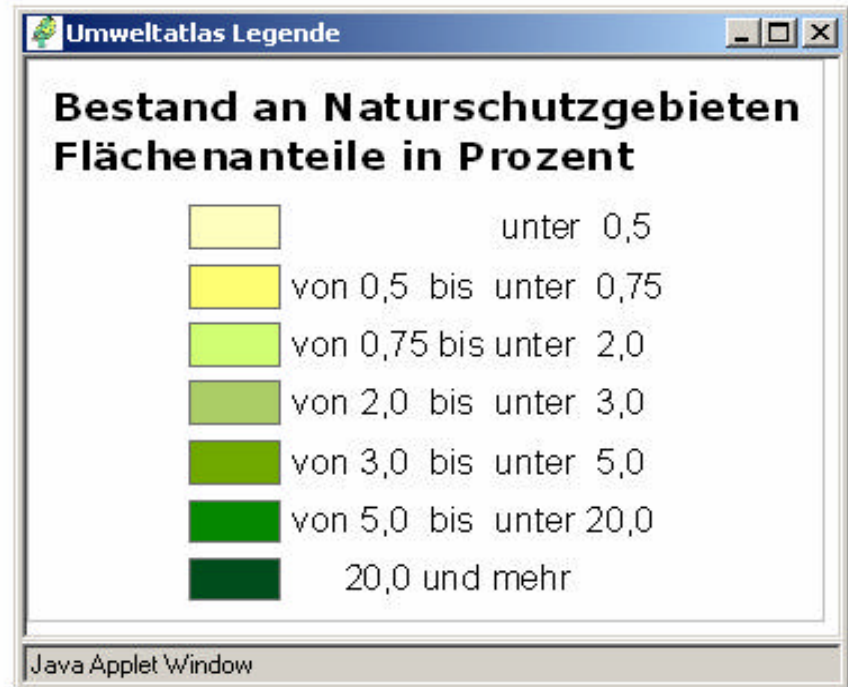 Umweltatlas Legende
Bestand an Naturschutzgebieten
Flächenanteile in Prozent
unter 0,5
von 0,5 bis unter 0,75
von 0,75 bis unter 2,0
von 2,0 bis unter 3,0
von 3,0 bis unter 5,0
von 5,0 bis unter 20,0
20,0 und mehr
Java Applet Window